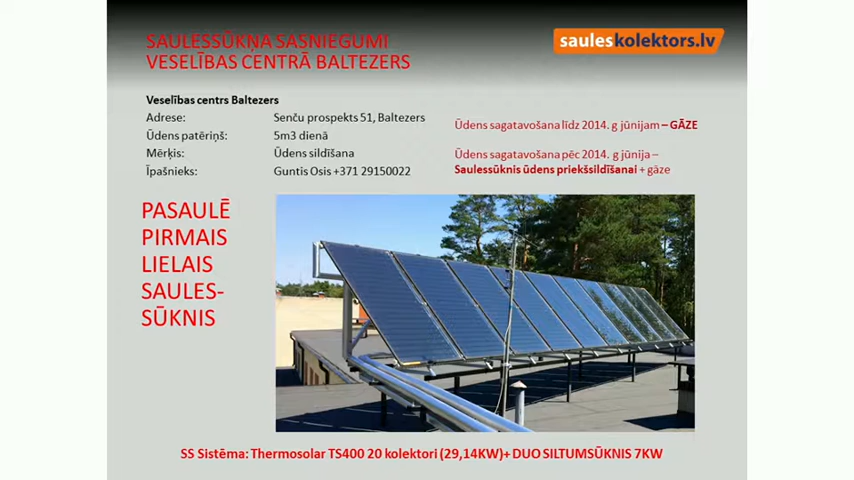 SAULESSŪKŅA SASNIEGUMI
VESELĪBAS CENTRĀ BALTEZERS
sauleskolektors.lv
Veselības centrs Baltezers
Adrese: Senču prospekts 51, Baltezers
Ūdens patēriņš: 5m3 dienā
Mērķis: Ūdens sildīšana
Īpašnieks: Guntis Osis +371 29150022
Ūdens sagatavošana līdz 2014. g jūnijam – GĀZE
Ūdens sagatavošana pēc 2014. g jūnija –
Saulessūknis ūdens priekšsildīšanai + gāze
PASAULĒ
PIRMAIS
LIELAIS
SAULES-
SŪKNIS
SS Sistēma: Thermosolar TS400 20 kolektori (29,14KW)+ DUO SILTUMSŪKNIS 7KW